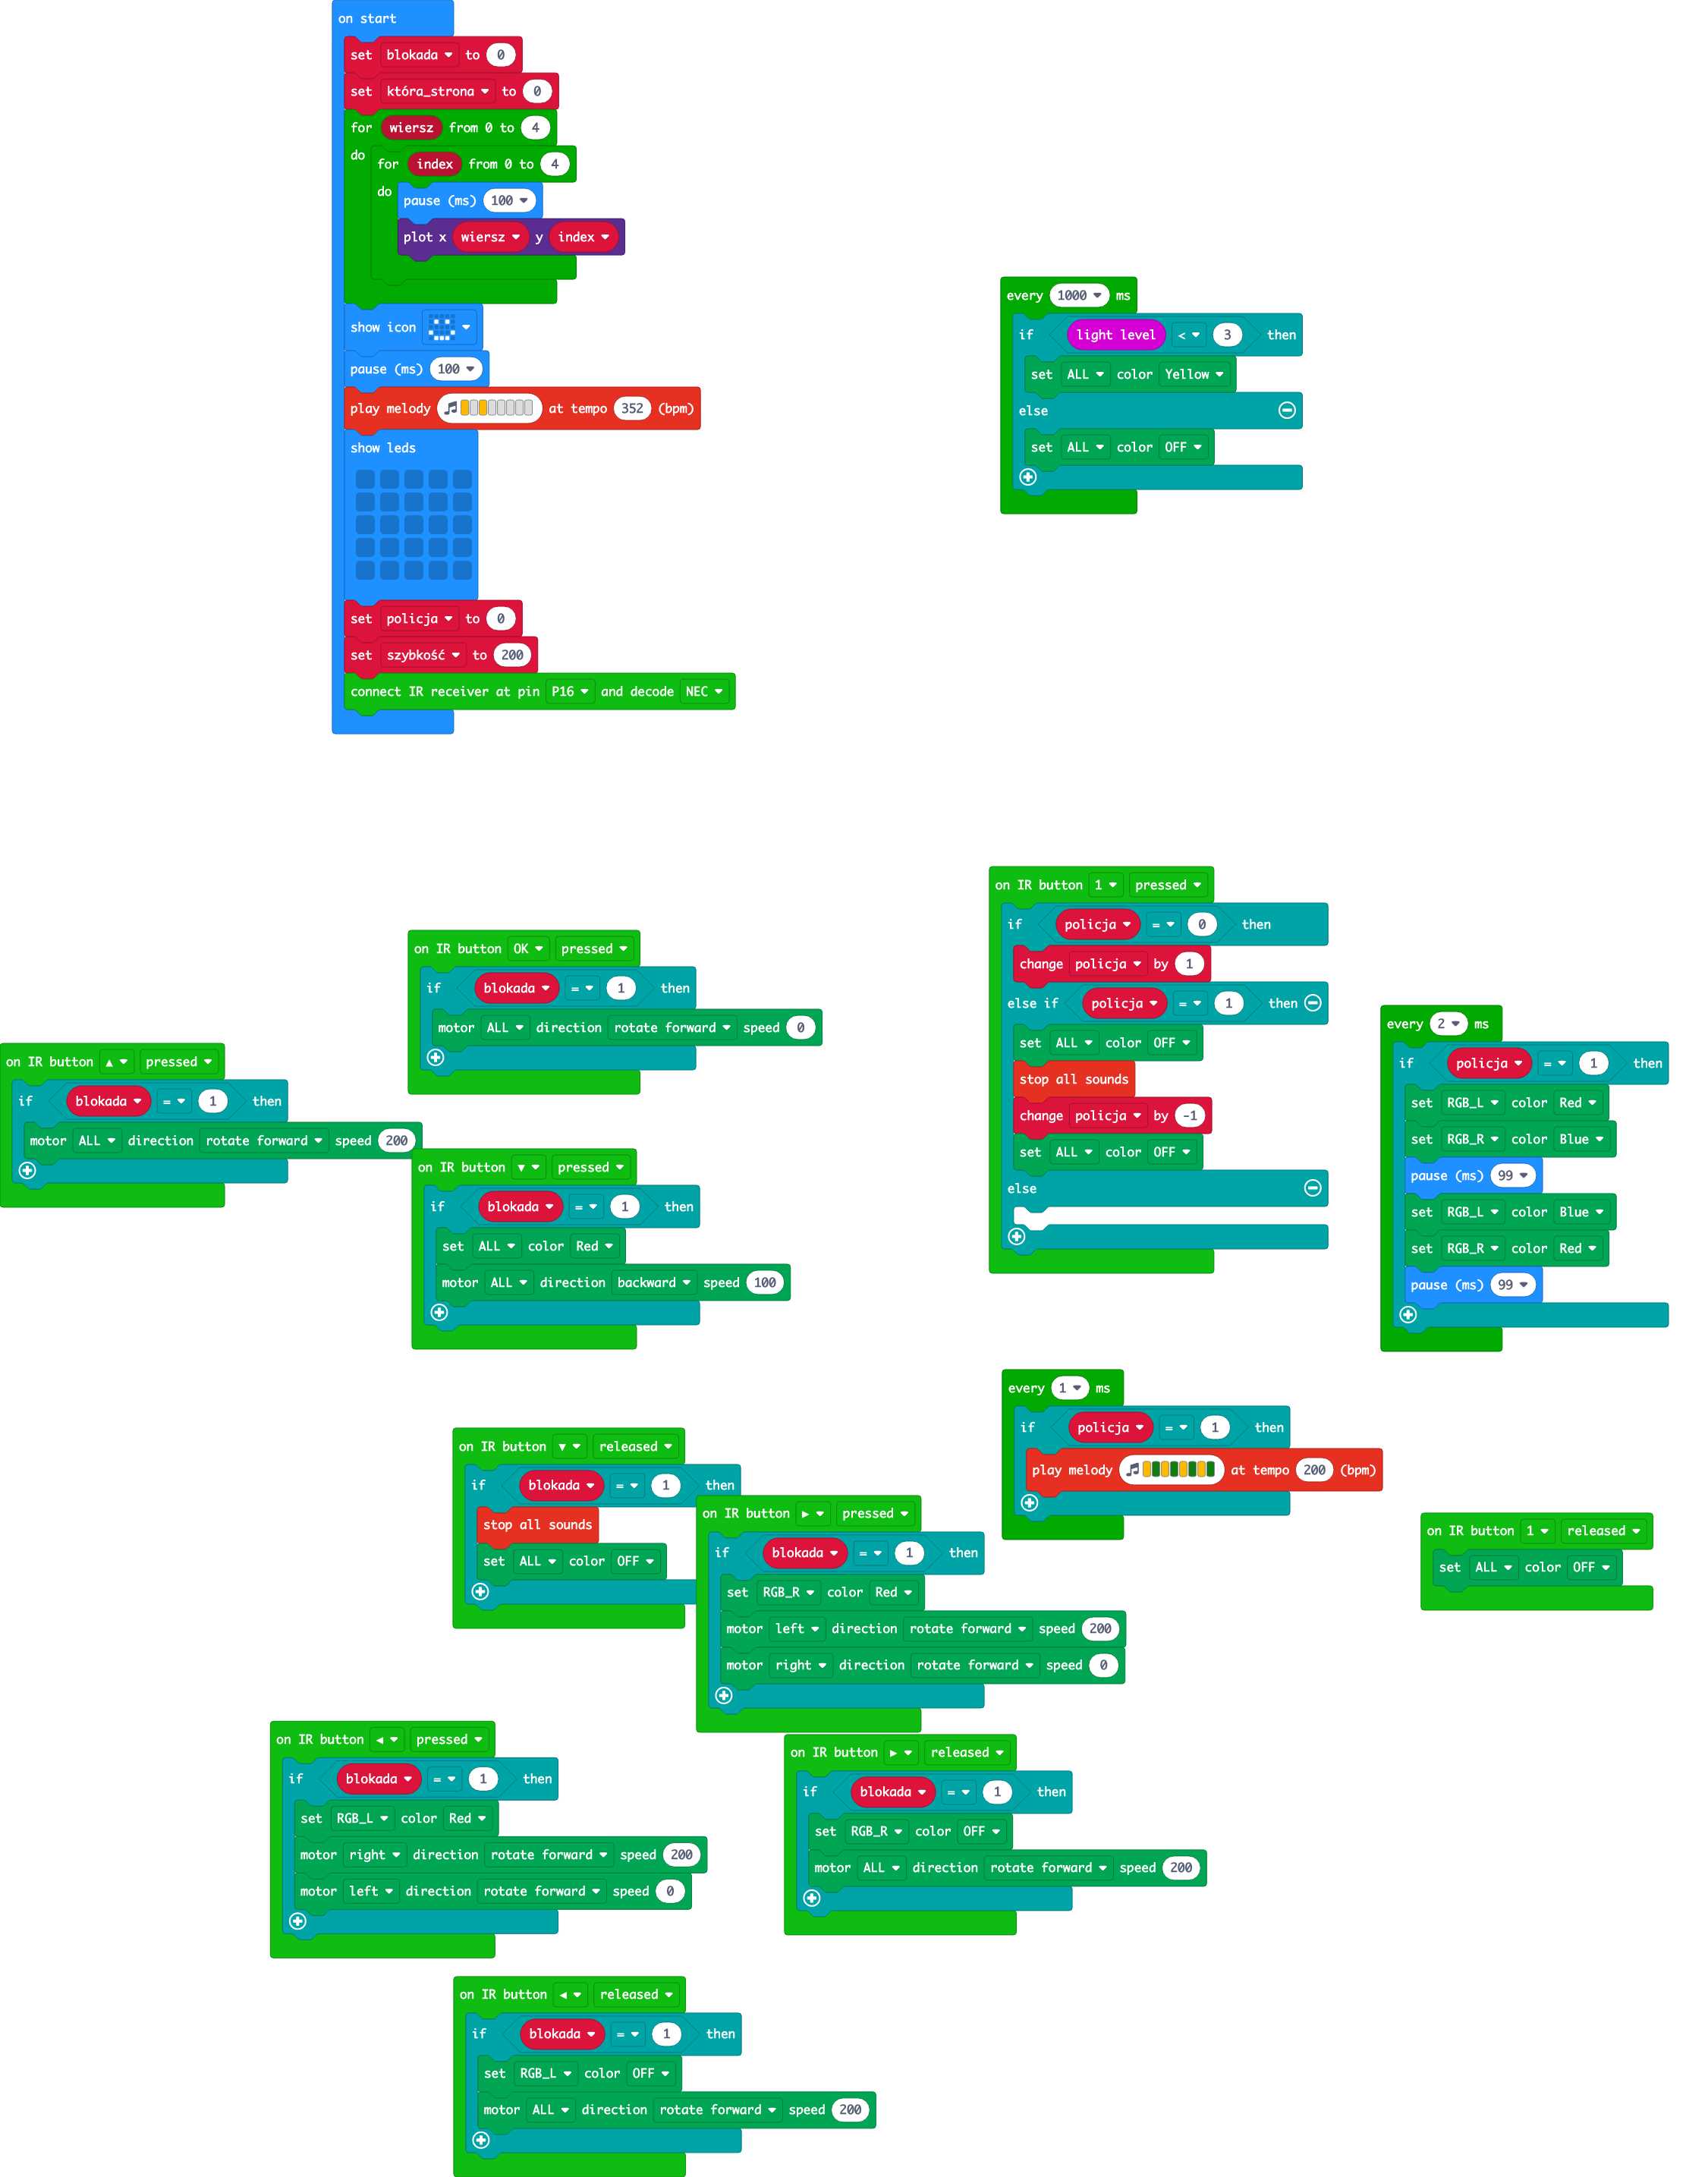 on start
set blokada to 0
set która_strona to 0
for wiersz from 0 to 4
do for index from 0 to 4
do pause (ms) 100
plot x wiersz y index
show icon
pause (ms) 100
play melody at tempo 352 (bpm)
show leds
set policja to 0
set szybkość to 200
connect IR receiver at pin P16 and decode NEC
every 1000 ms
if light level < 3 then
set ALL color Yellow
else
set ALL color OFF
on IR button OK pressed
if blokada = 1 then
motor ALL direction rotate forward speed 0
on IR button ▲ pressed
if blokada = 1 then
motor ALL direction rotate forward speed 200
on IR button ▼ pressed
if blokada = 1 then
set ALL color Red
motor ALL direction backward speed 100
on IR button 1 pressed
if policja = 0 then
change policja by 1
else if policja = 1 then
set ALL color OFF
stop all sounds
change policja by -1
set ALL color OFF
else
every 2 ms
if policja = 1 then
set RGB_L color Red
set RGB_R color Blue
pause (ms) 99
set RGB_L color Blue
set RGB_R color Red
pause (ms) 99
every 1 ms
if policja = 1 then
play melody at tempo 200 (bpm)
on IR button 1 released
set ALL color OFF
on IR button ▼ released
if blokada = 1 then
stop all sounds
set ALL color OFF
on IR button ► pressed
if blokada = 1 then
set RGB_R color Red
motor left direction rotate forward speed 200
motor right direction rotate forward speed 0
on IR button ◄ pressed
if blokada = 1 then
set RGB_L color Red
motor right direction rotate forward speed 200
motor left direction rotate forward speed 0
on IR button ► released
if blokada = 1 then
set RGB_R color OFF
motor ALL direction rotate forward speed 200
on IR button ◄ released
if blokada = 1 then
set RGB_L color OFF
motor ALL direction rotate forward speed 200